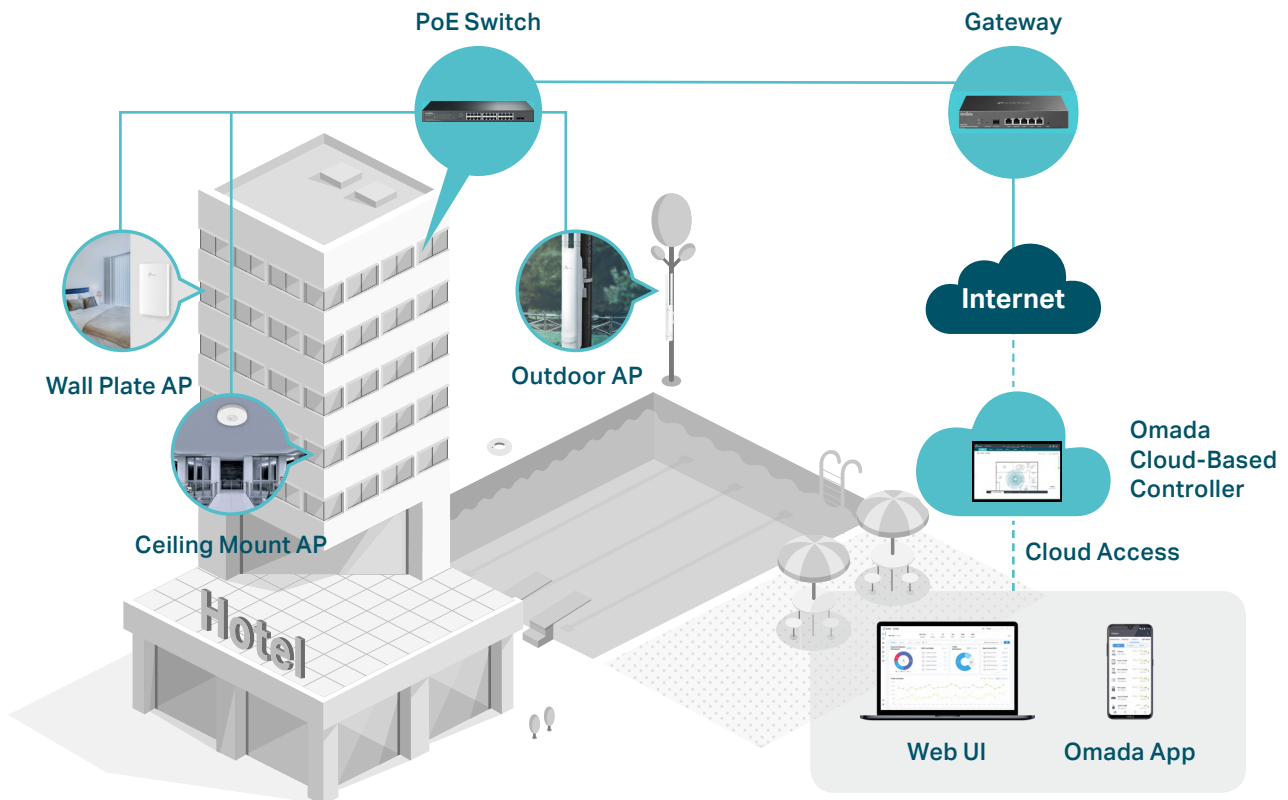 PoE Switch
Gateway
Internet
Wall Plate AP
Outdoor AP
Omada
Cloud-Based
Controller
Ceiling Mount AP
Cloud Access
Hotel
Web UI
Omada App